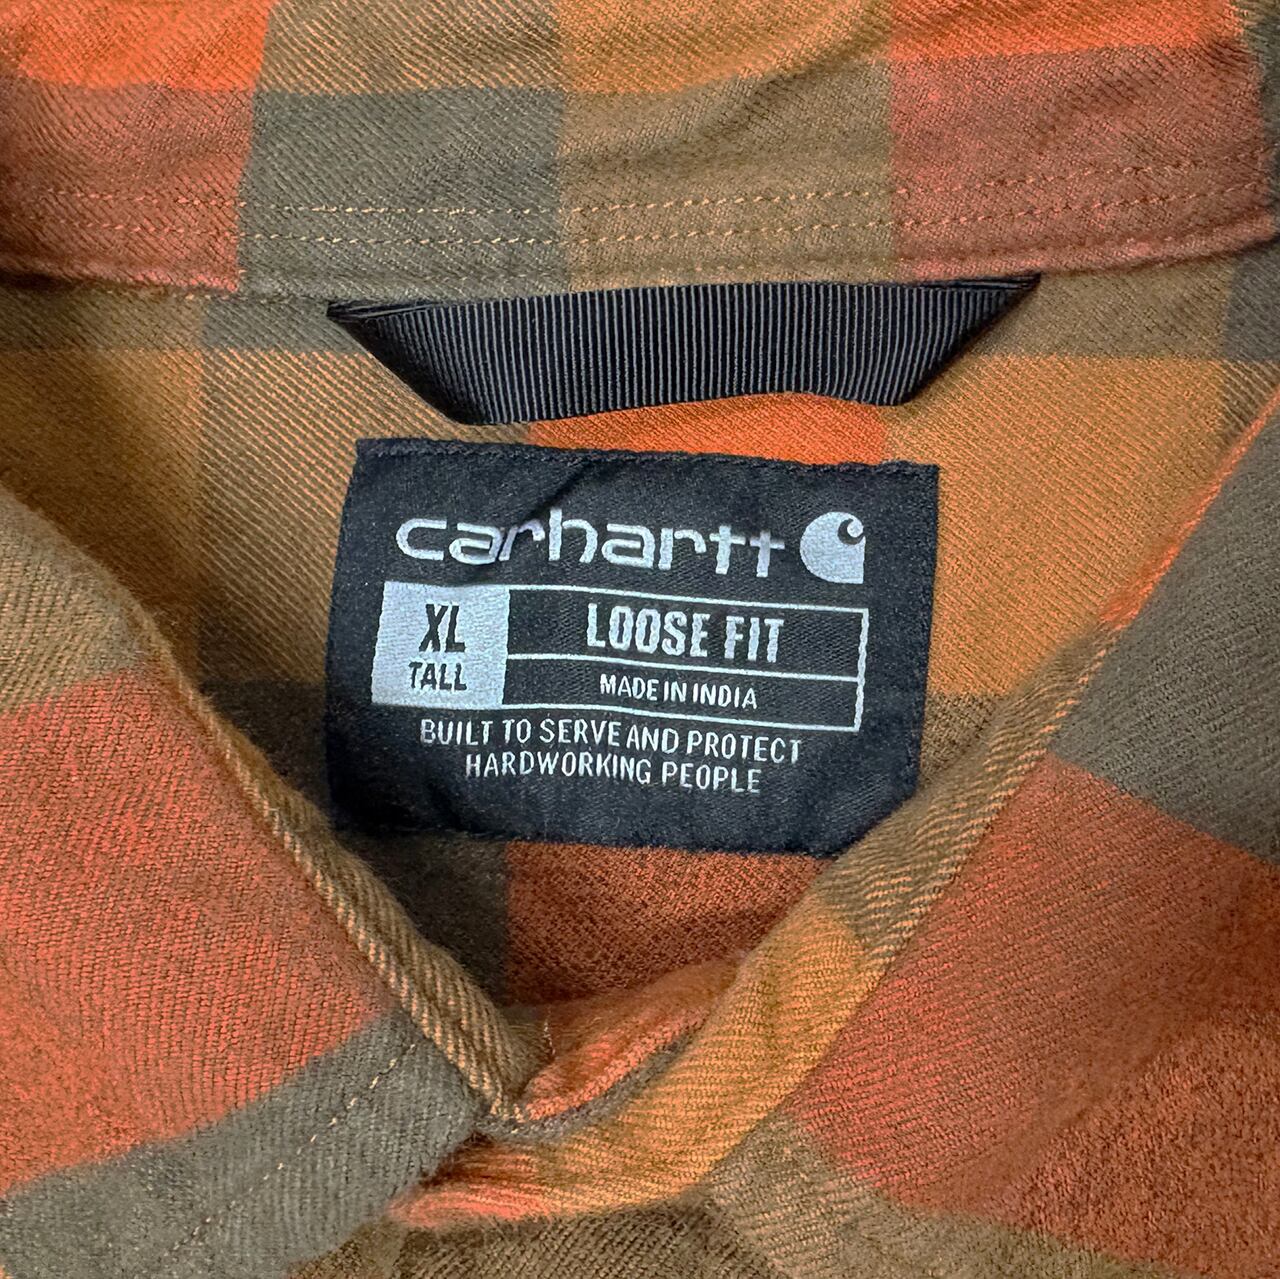 carhartt
XL
TALL
LOOSE FIT
MADE IN INDIA
BUILT TO SERVE AND PROTECT
HARDWORKING PEOPLE